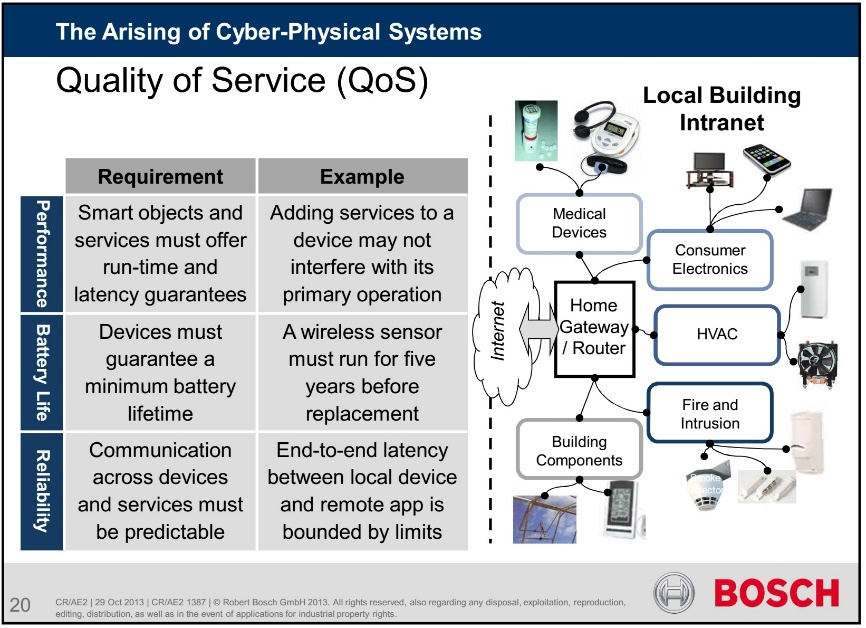 The Arising of Cyber-Physical Systems
Quality of Service (QoS)
Requirement
Example
Performance
Smart objects and
services must offer
run-time and
latency guarantees
Adding services to a
device may not
interfere with its
primary operation
Battery Life
Devices must
guarantee a
minimum battery
lifetime
A wireless sensor
must run for five
years before
replacement
Reliability
Communication
across devices
and services must
be predictable
End-to-end latency
between local device
and remote app is
bounded by limits
Local Building
Intranet
Medical
Devices
Consumer
Electronics
Internet
Home
Gateway
/ Router
HVAC
Fire and
Intrusion
Building
Components
20
CR/AE2 | 29 Oct 2013 | CR/AE2 1387 | © Robert Bosch GmbH 2013. All rights reserved, also regarding any disposal, exploitation, reproduction,
editing, distribution, as well as in the event of applications for industrial property rights.
BOSCH